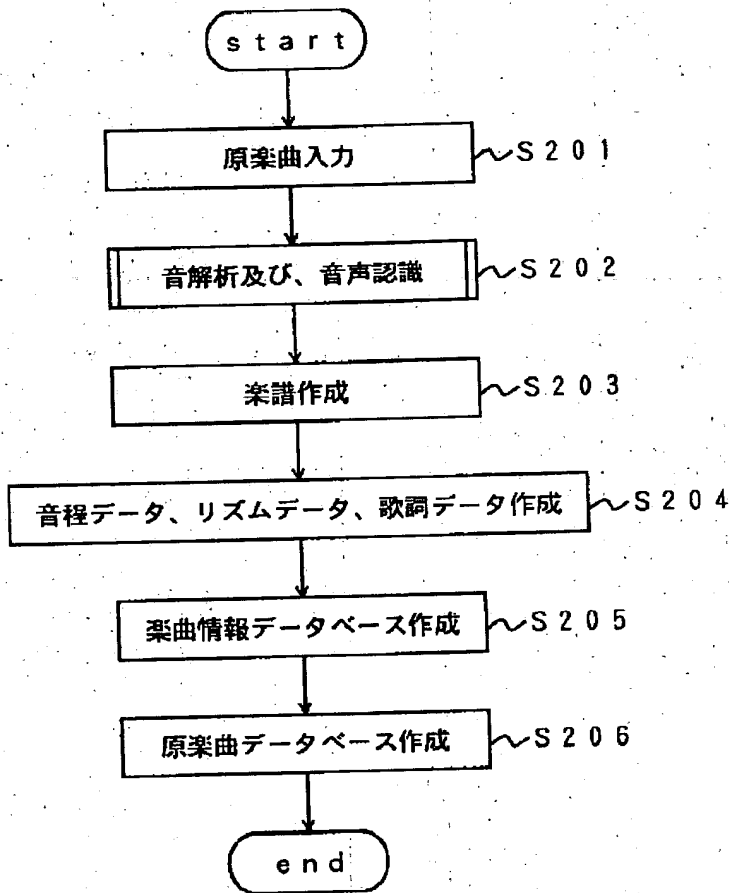 start
原楽曲入力 S201
音解析及び、音声認識 S202
楽譜作成 S203
音程データ、リズムデータ、歌詞データ作成 S204
楽曲情報データベース作成 S205
原楽曲データベース作成 S206
end